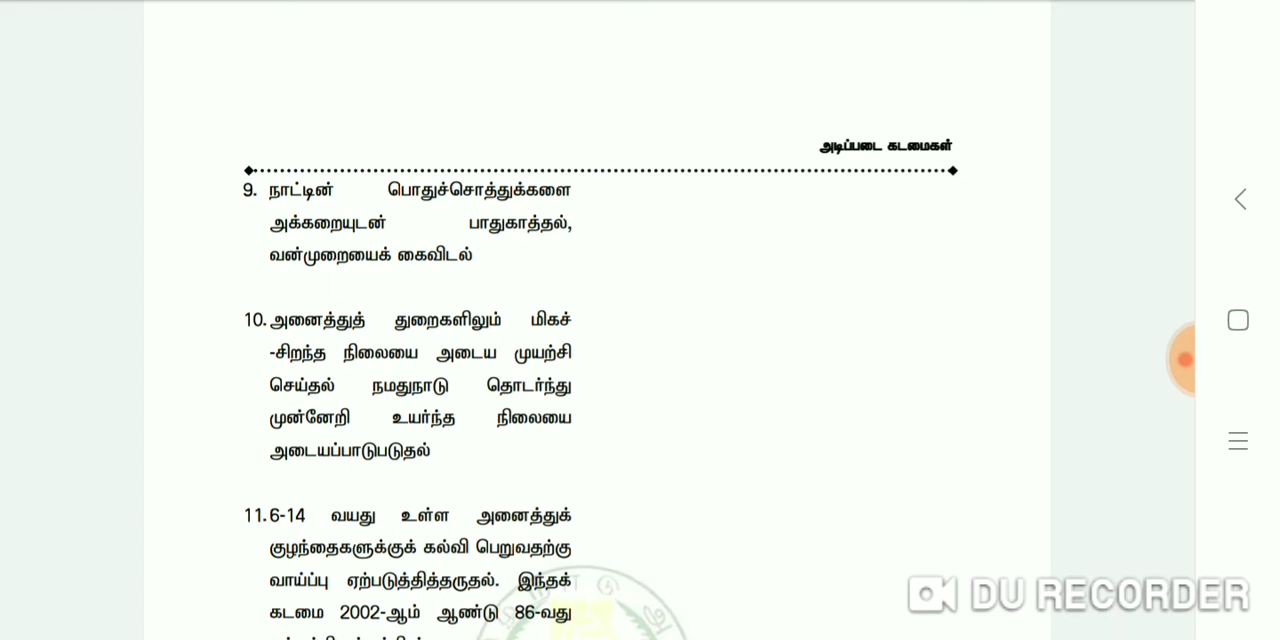 அடிப்படை கடமைகள்
9. நாட்டின் பொதுச்சொத்துக்களை
அக்கறையுடன் பாதுகாத்தல்,
வன்முறையைக் கைவிடல்
10. அனைத்துத் துறைகளிலும் மிகச்
-சிறந்த நிலையை அடைய முயற்சி
செய்தல் நமதுநாடு தொடர்ந்து
முன்னேறி உயர்ந்த நிலையை
அடையப்பாடுபடுதல்
11. 6-14 வயது உள்ள அனைத்துக்
குழந்தைகளுக்குக் கல்வி பெறுவதற்கு
வாய்ப்பு ஏற்படுத்தித்தருதல். இந்தக்
கடமை 2002-ஆம் ஆண்டு 86-வது
DU RECORDER